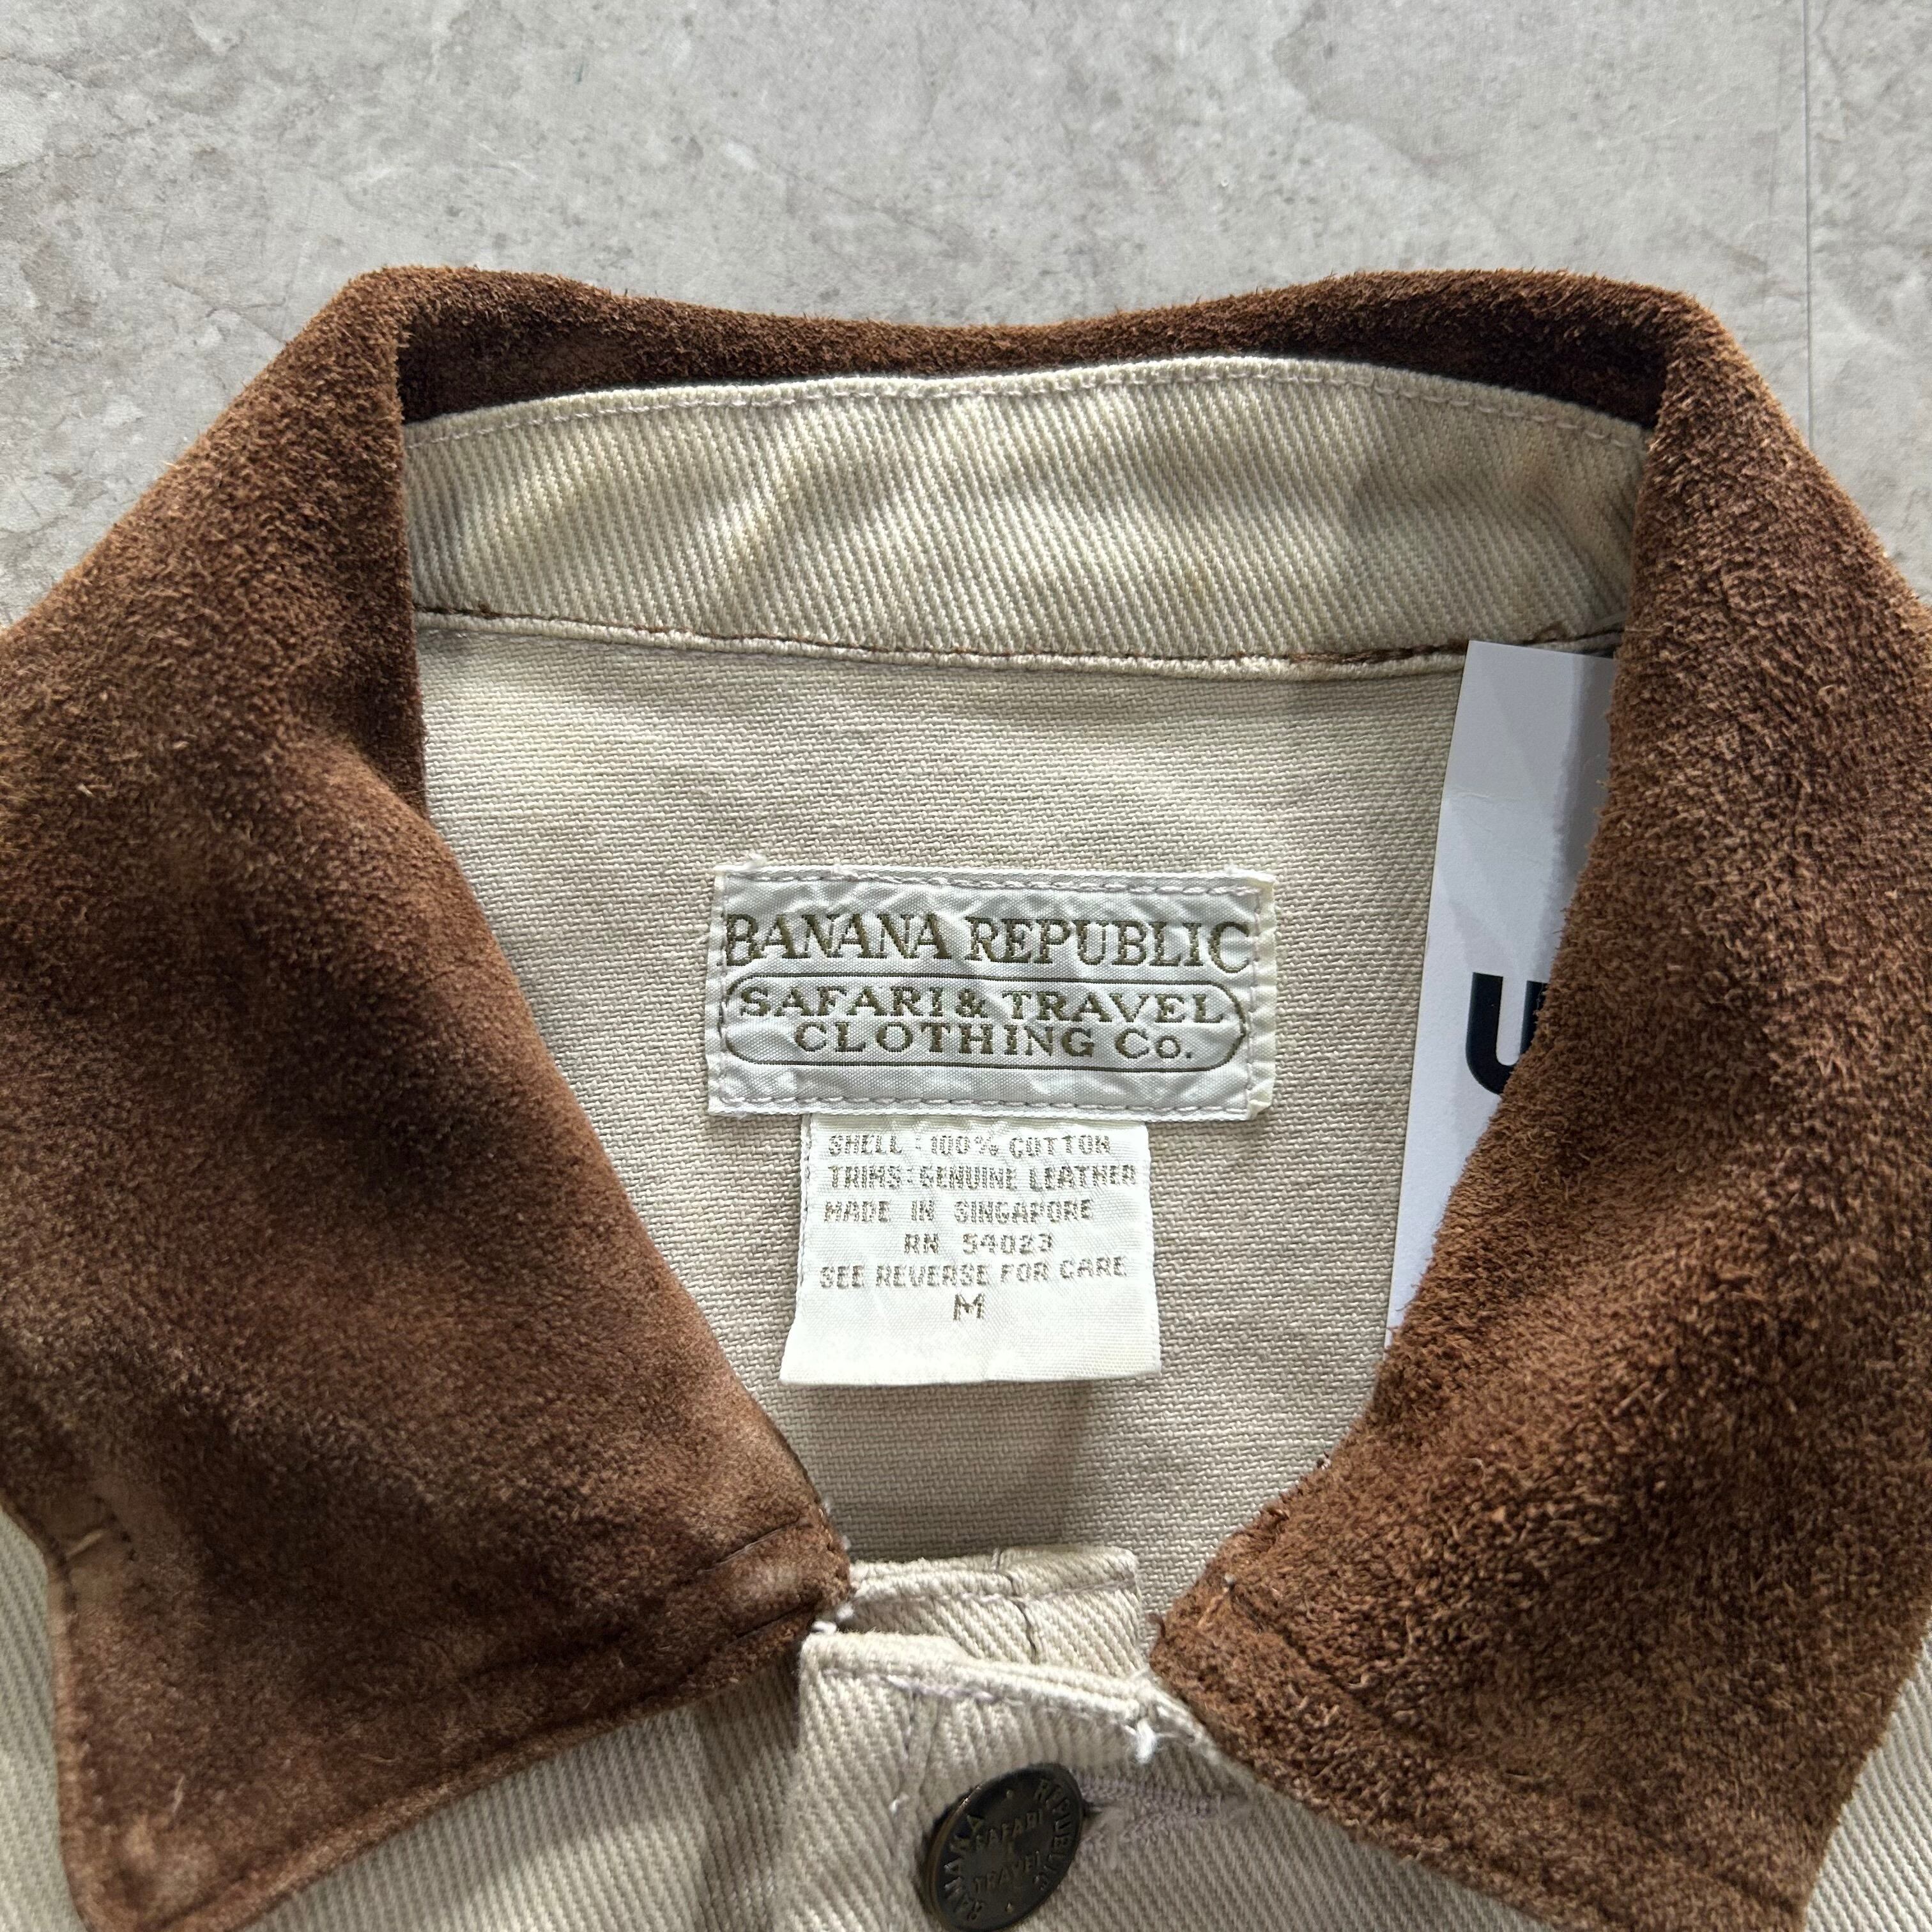 BANANA REPUBLIC
SAFARI & TRAVEL
CLOTHING Co.
SHELL : 100% COTTON
TRIMS : GENUINE LEATHER
MADE IN SINGAPORE
RN 54023
SEE REVERSE FOR CARE
M
U
BANANA REPUBLIC
SAFARI
&
TRAVEL